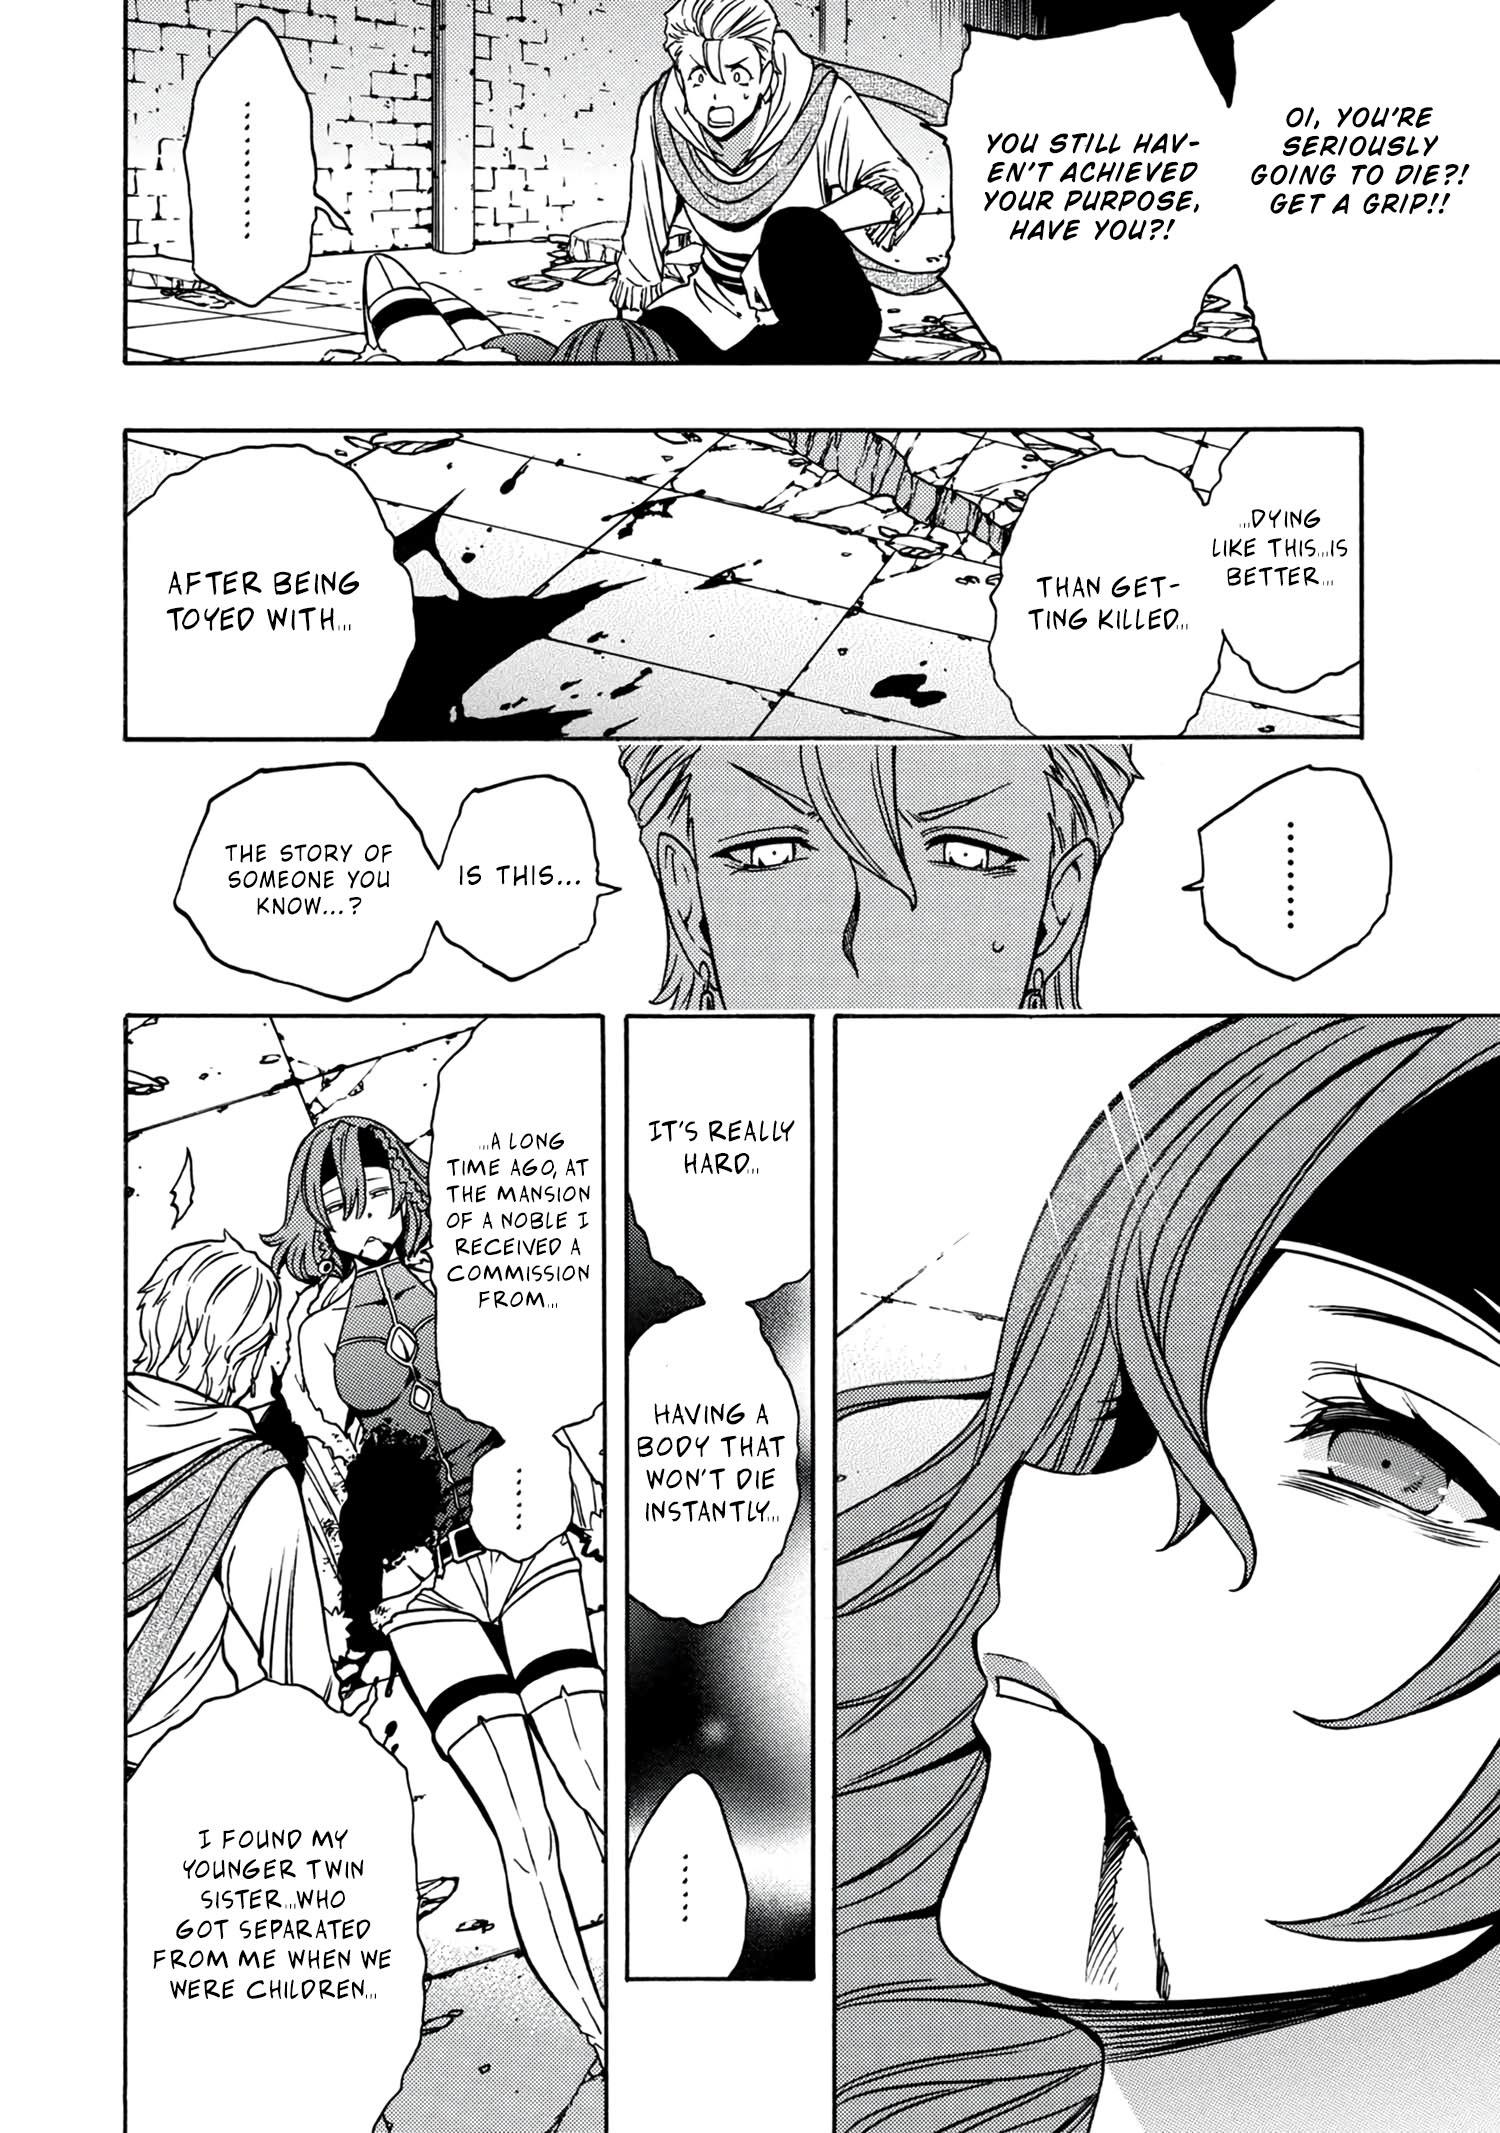 OI, YOU'RE
SERIOUSLY
GOING TO DIE?!
GET A GRIP!!
YOU STILL HAV-
EN'T ACHIEVED
YOUR PURPOSE,
HAVE YOU?!
........
...DYING
LIKE THIS...IS
BETTER...
THAN GET-
TING KILLED...
AFTER BEING
TOYED WITH...
........
IS THIS...
THE STORY OF
SOMEONE YOU
KNOW...?
IT'S REALLY
HARD...
HAVING A
BODY THAT
WON'T DIE
INSTANTLY...
......
...A LONG
TIME AGO, AT
THE MANSION
OF A NOBLE I
RECEIVED A
COMMISSION
FROM...
.....
I FOUND MY
YOUNGER TWIN
SISTER...WHO
GOT SEPARATED
FROM ME WHEN WE
WERE CHILDREN...